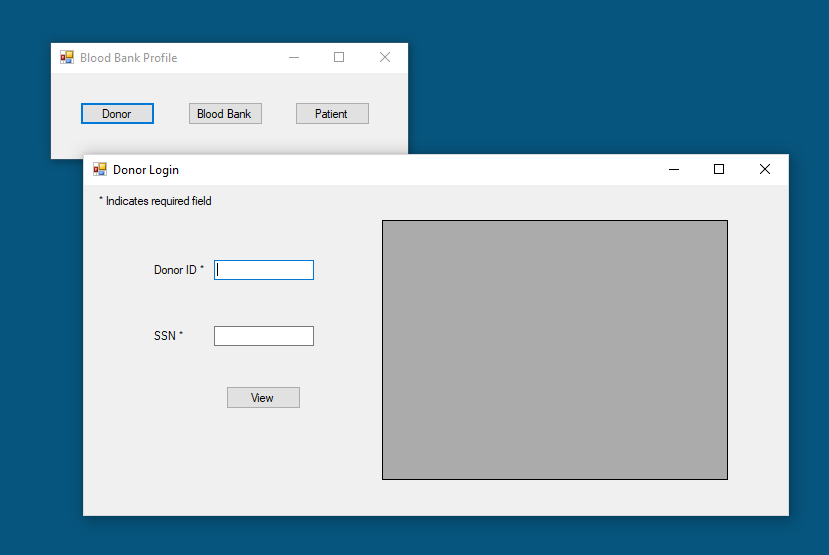 Blood Bank Profile
Donor
Blood Bank
Patient
Donor Login
* Indicates required field
Donor ID *
SSN *
View